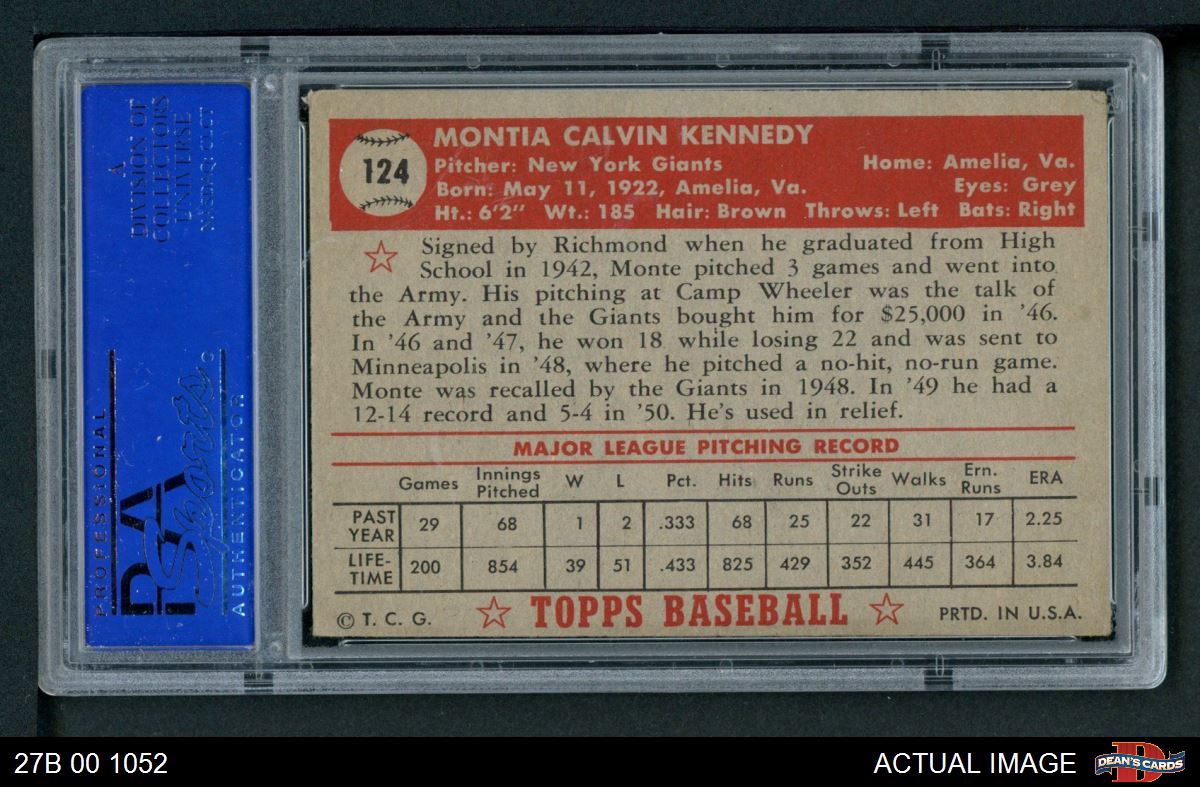 A
DIVISION OF
COLLECTORS
UNIVERSE
NASDAQ: CLCT
PROFESSIONAL
PSA
Sports
AUTHENTICATOR
MONTIA CALVIN KENNEDY
124
Pitcher: New York Giants
Home: Amelia, Va.
Born: May 11, 1922, Amelia, Va.
Eyes: Grey
Ht.: 6'2" Wt.: 185 Hair: Brown Throws: Left Bats: Right
Signed by Richmond when he graduated from High
School in 1942, Monte pitched 3 games and went into
the Army. His pitching at Camp Wheeler was the talk of
the Army and the Giants bought him for $25,000 in '46.
In '46 and '47, he won 18 while losing 22 and was sent to
Minneapolis in '48, where he pitched a no-hit, no-run game.
Monte was recalled by the Giants in 1948. In '49 he had a
12-14 record and 5-4 in '50. He's used in relief.
MAJOR LEAGUE PITCHING RECORD
Games Innings Pitched W L Pct. Hits Runs Strike Outs Walks Ern. Runs ERA
PAST YEAR 29 68 1 2 .333 68 25 22 31 17 2.25
LIFE-TIME 200 854 39 51 .433 825 429 352 445 364 3.84
© T. C. G. TOPPS BASEBALL PRTD. IN U.S.A.
27B 00 1052
ACTUAL IMAGE
D
DEAN'S CARDS